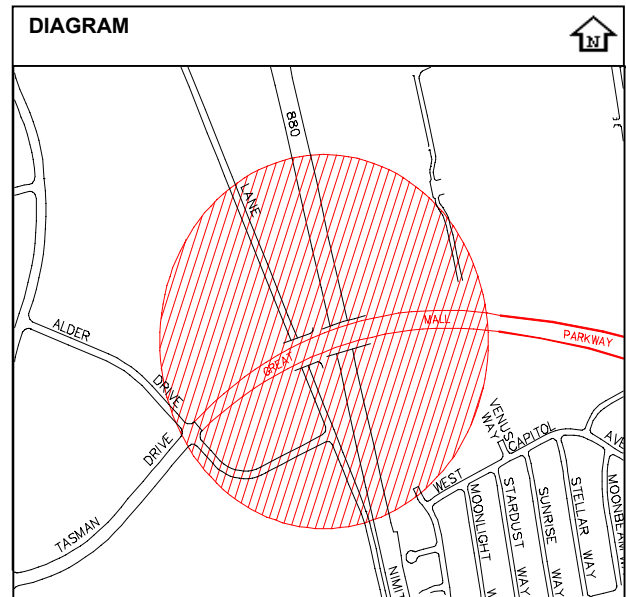 DIAGRAM
N
880
LANE
ALDER
DRIVE
GREAT
MALL
PARKWAY
DRIVE
TASMAN
VENUS
WAY
WEST
CAPITOL
AVE
MOONLIGHT W
STARDUST WAY
SUNRISE WAY
STELLAR WAY
MOONBEAM W
NIMIT